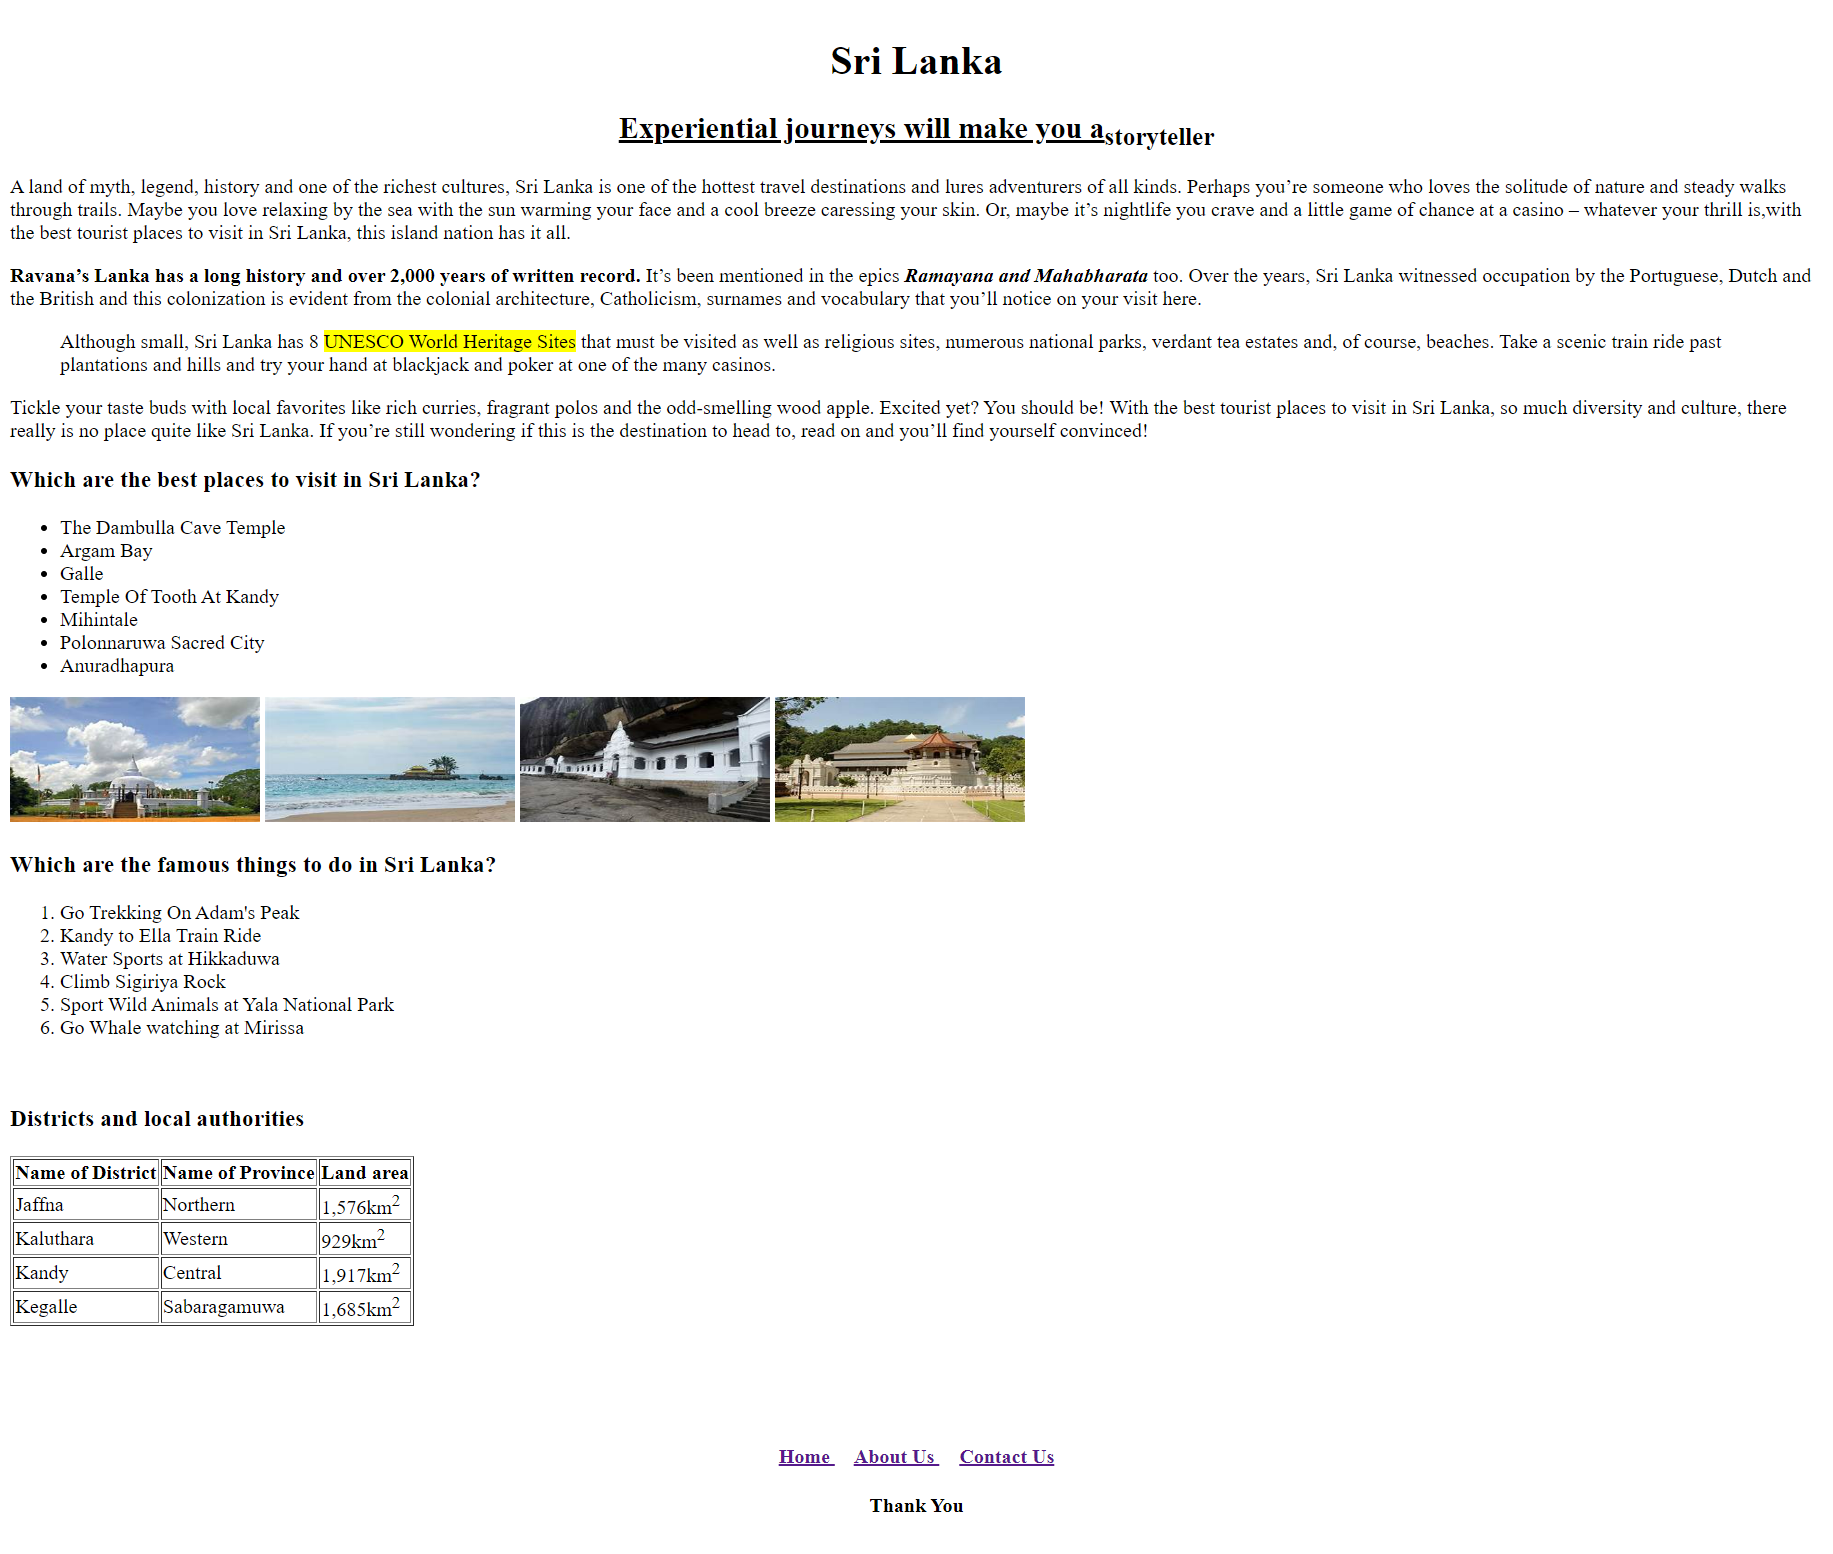 Sri Lanka
Experiential journeys will make you a storyteller
A land of myth, legend, history and one of the richest cultures, Sri Lanka is one of the hottest travel destinations and lures adventurers of all kinds. Perhaps you’re someone who loves the solitude of nature and steady walks
through trails. Maybe you love relaxing by the sea with the sun warming your face and a cool breeze caressing your skin. Or, maybe it’s nightlife you crave and a little game of chance at a casino – whatever your thrill is,with
the best tourist places to visit in Sri Lanka, this island nation has it all.
Ravana’s Lanka has a long history and over 2,000 years of written record. It’s been mentioned in the epics Ramayana and Mahabharata too. Over the years, Sri Lanka witnessed occupation by the Portuguese, Dutch and
the British and this colonization is evident from the colonial architecture, Catholicism, surnames and vocabulary that you’ll notice on your visit here.
Although small, Sri Lanka has 8 UNESCO World Heritage Sites that must be visited as well as religious sites, numerous national parks, verdant tea estates and, of course, beaches. Take a scenic train ride past
plantations and hills and try your hand at blackjack and poker at one of the many casinos.
Tickle your taste buds with local favorites like rich curries, fragrant polos and the odd-smelling wood apple. Excited yet? You should be! With the best tourist places to visit in Sri Lanka, so much diversity and culture, there
really is no place quite like Sri Lanka. If you’re still wondering if this is the destination to head to, read on and you’ll find yourself convinced!
Which are the best places to visit in Sri Lanka?
• The Dambulla Cave Temple
• Argam Bay
• Galle
• Temple Of Tooth At Kandy
• Mihintale
• Polonnaruwa Sacred City
• Anuradhapura
Which are the famous things to do in Sri Lanka?
1. Go Trekking On Adam's Peak
2. Kandy to Ella Train Ride
3. Water Sports at Hikkaduwa
4. Climb Sigiriya Rock
5. Sport Wild Animals at Yala National Park
6. Go Whale watching at Mirissa
Districts and local authorities
Name of District Name of Province Land area
Jaffna Northern 1,576km²
Kaluthara Western 929km²
Kandy Central 1,917km²
Kegalle Sabaragamuwa 1,685km²
Home About Us Contact Us
Thank You